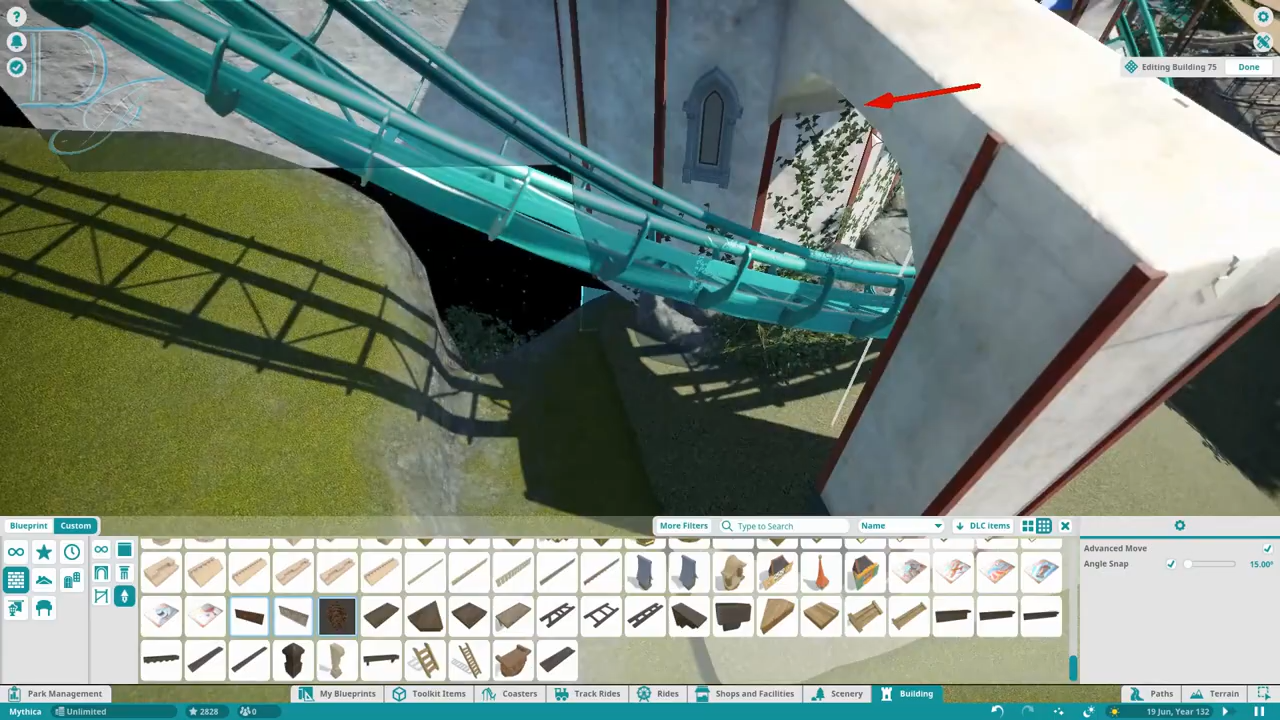 ?
Editing Building 75 Done
Blueprint Custom More Filters Type to Search Name DLC items
Advanced Move
Angle Snap 15.00°
Park Management My Blueprints Toolkit Items Coasters Track Rides Rides Shops and Facilities Scenery Building Paths Terrain
Mythica Unlimited 2828 0 19 Jun, Year 132